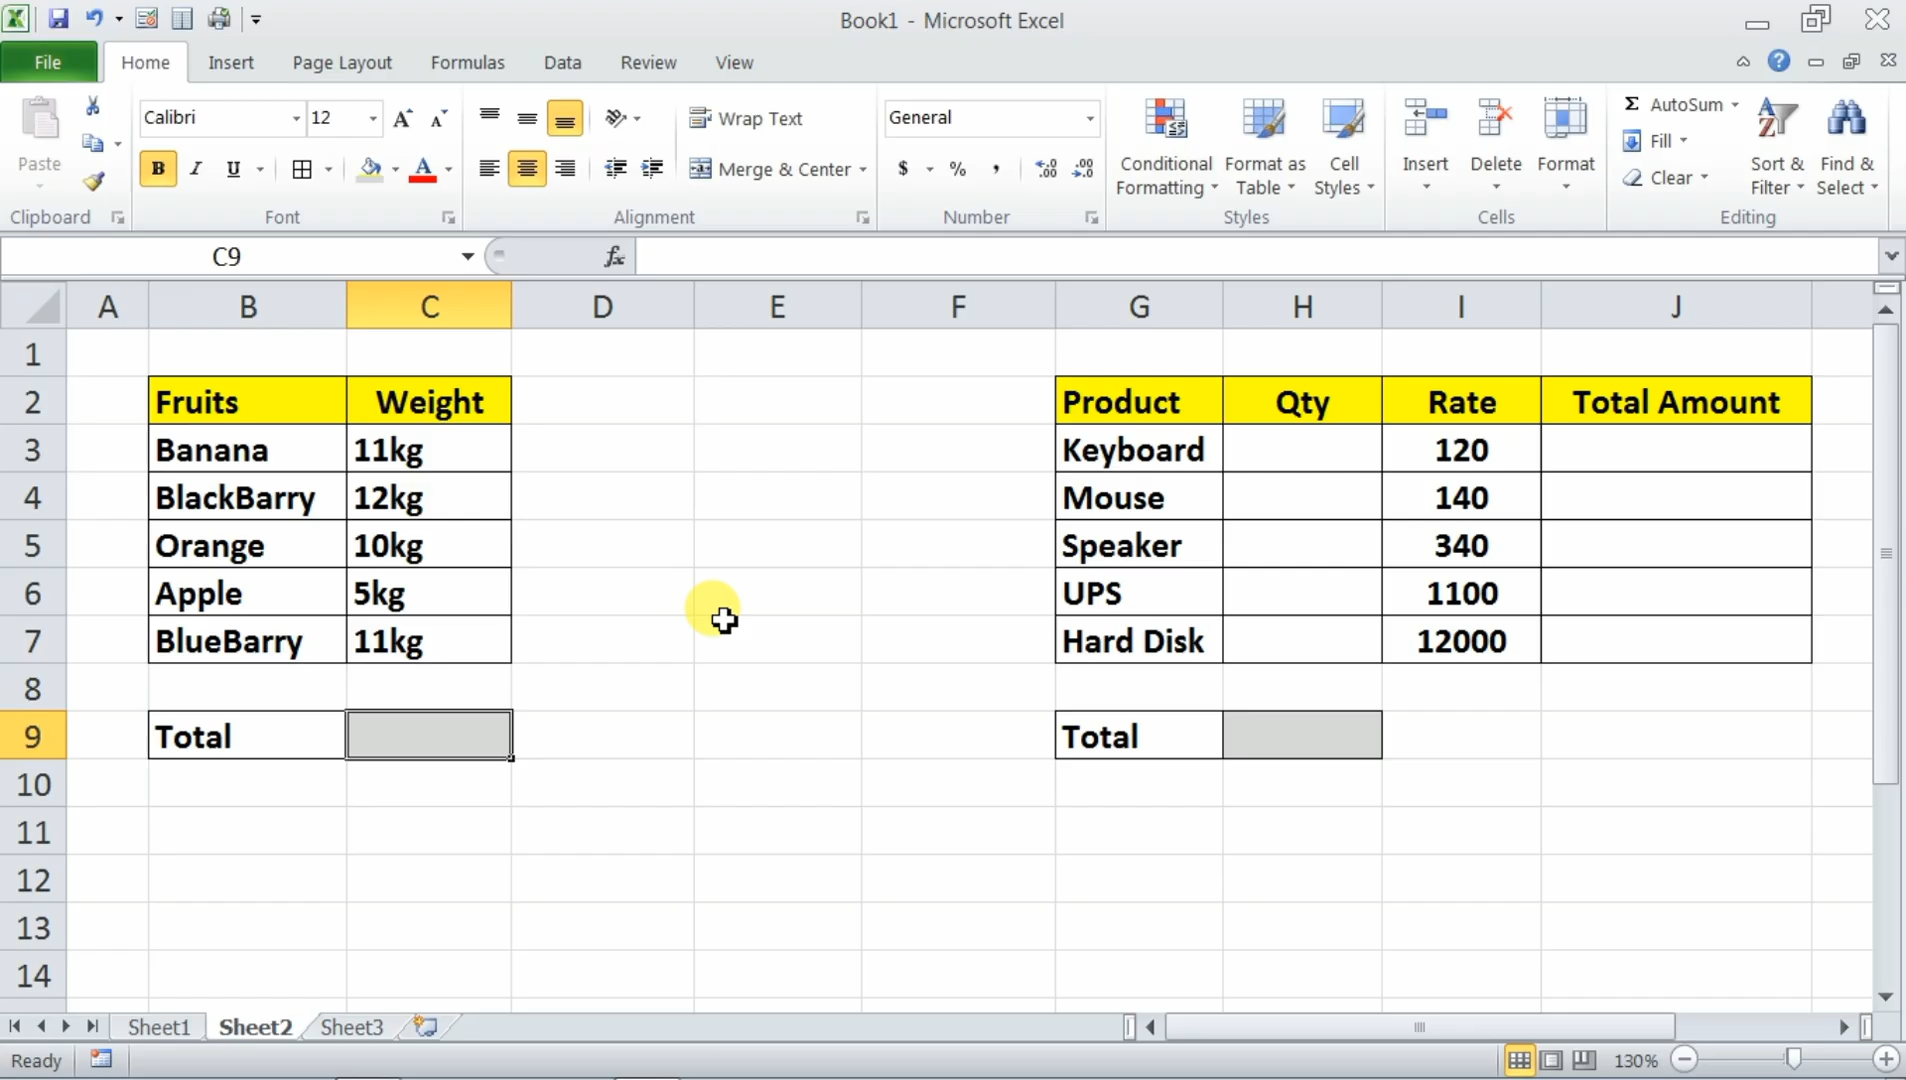 Book1 - Microsoft Excel
File Home Insert Page Layout Formulas Data Review View
Paste
Clipboard
Calibri 12
B I U A
Font
Wrap Text
Merge & Center
Alignment
General
$ % ,
Number
Conditional Formatting
Format as Table
Cell Styles
Styles
Insert Delete Format
Cells
Σ AutoSum
Fill
Clear
Sort & Filter
Find & Select
Editing
C9 fx
A B C D E F G H I J
1
2 Fruits Weight Product Qty Rate Total Amount
3 Banana 11kg Keyboard 120
4 BlackBarry 12kg Mouse 140
5 Orange 10kg Speaker 340
6 Apple 5kg UPS 1100
7 BlueBarry 11kg Hard Disk 12000
8
9 Total Total
10
11
12
13
14
Sheet1 Sheet2 Sheet3
Ready 130%